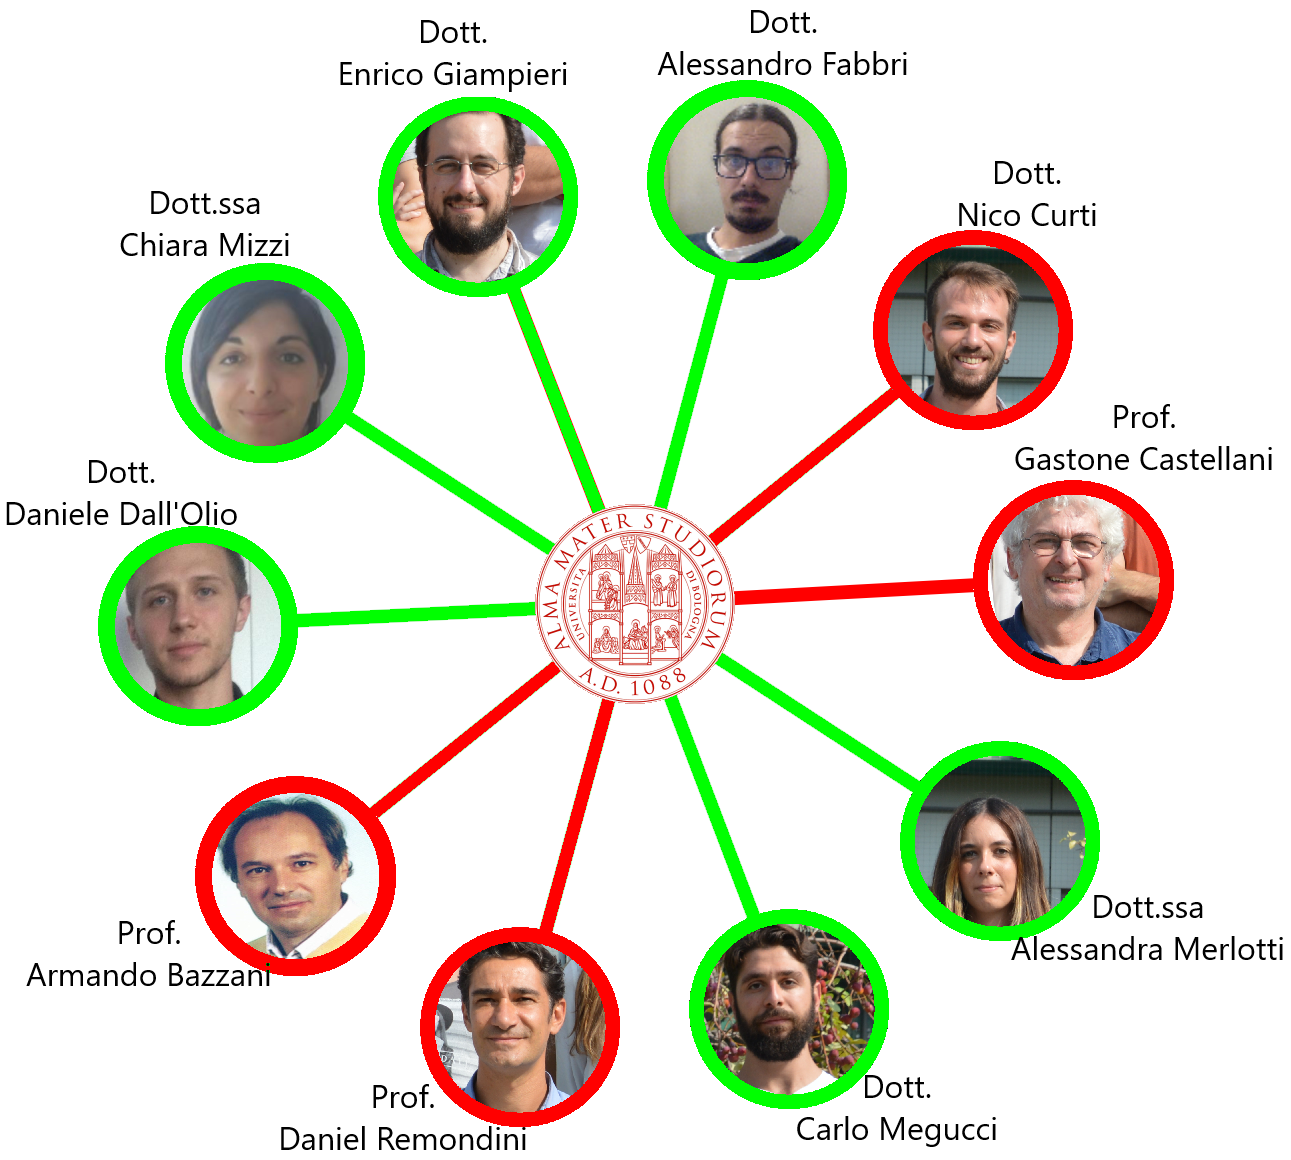 Dott.
Enrico Giampieri
Dott.
Alessandro Fabbri
Dott.
Nico Curti
Dott.ssa
Chiara Mizzi
Prof.
Gastone Castellani
Dott.
Daniele Dall'Olio
ALMA MATER STUDIORUM
UNIVERSITA
DI BOLOGNA
A.D. 1088
Dott.ssa
Alessandra Merlotti
Prof.
Armando Bazzani
Dott.
Carlo Megucci
Prof.
Daniel Remondini